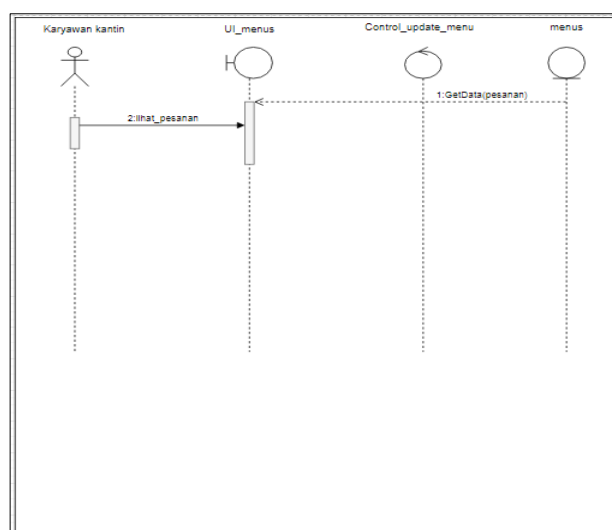 Karyawan kantin
UI_menus
Control_update_menu
menus
1:GetData(pesanan)
2:lihat_pesanan